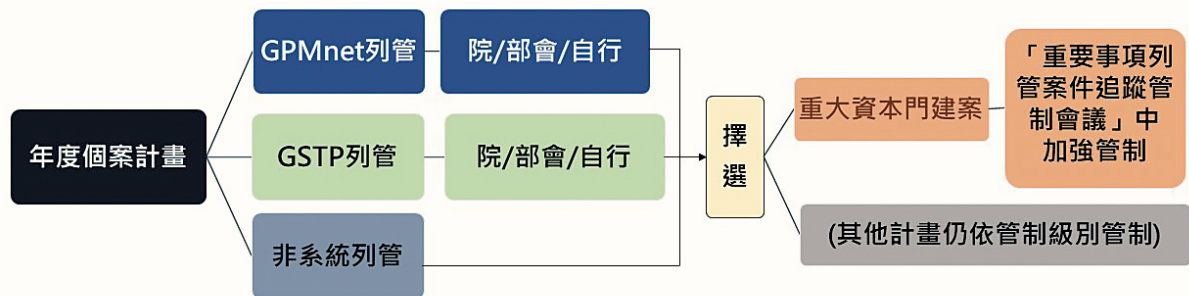 年度個案計畫
GPMnet列管
院/部會/自行
GSTP列管
院/部會/自行
非系統列管
擇
選
重大資本門建案
「重要事項列
管案件追蹤管
制會議」中
加強管制
(其他計畫仍依管制級別管制)